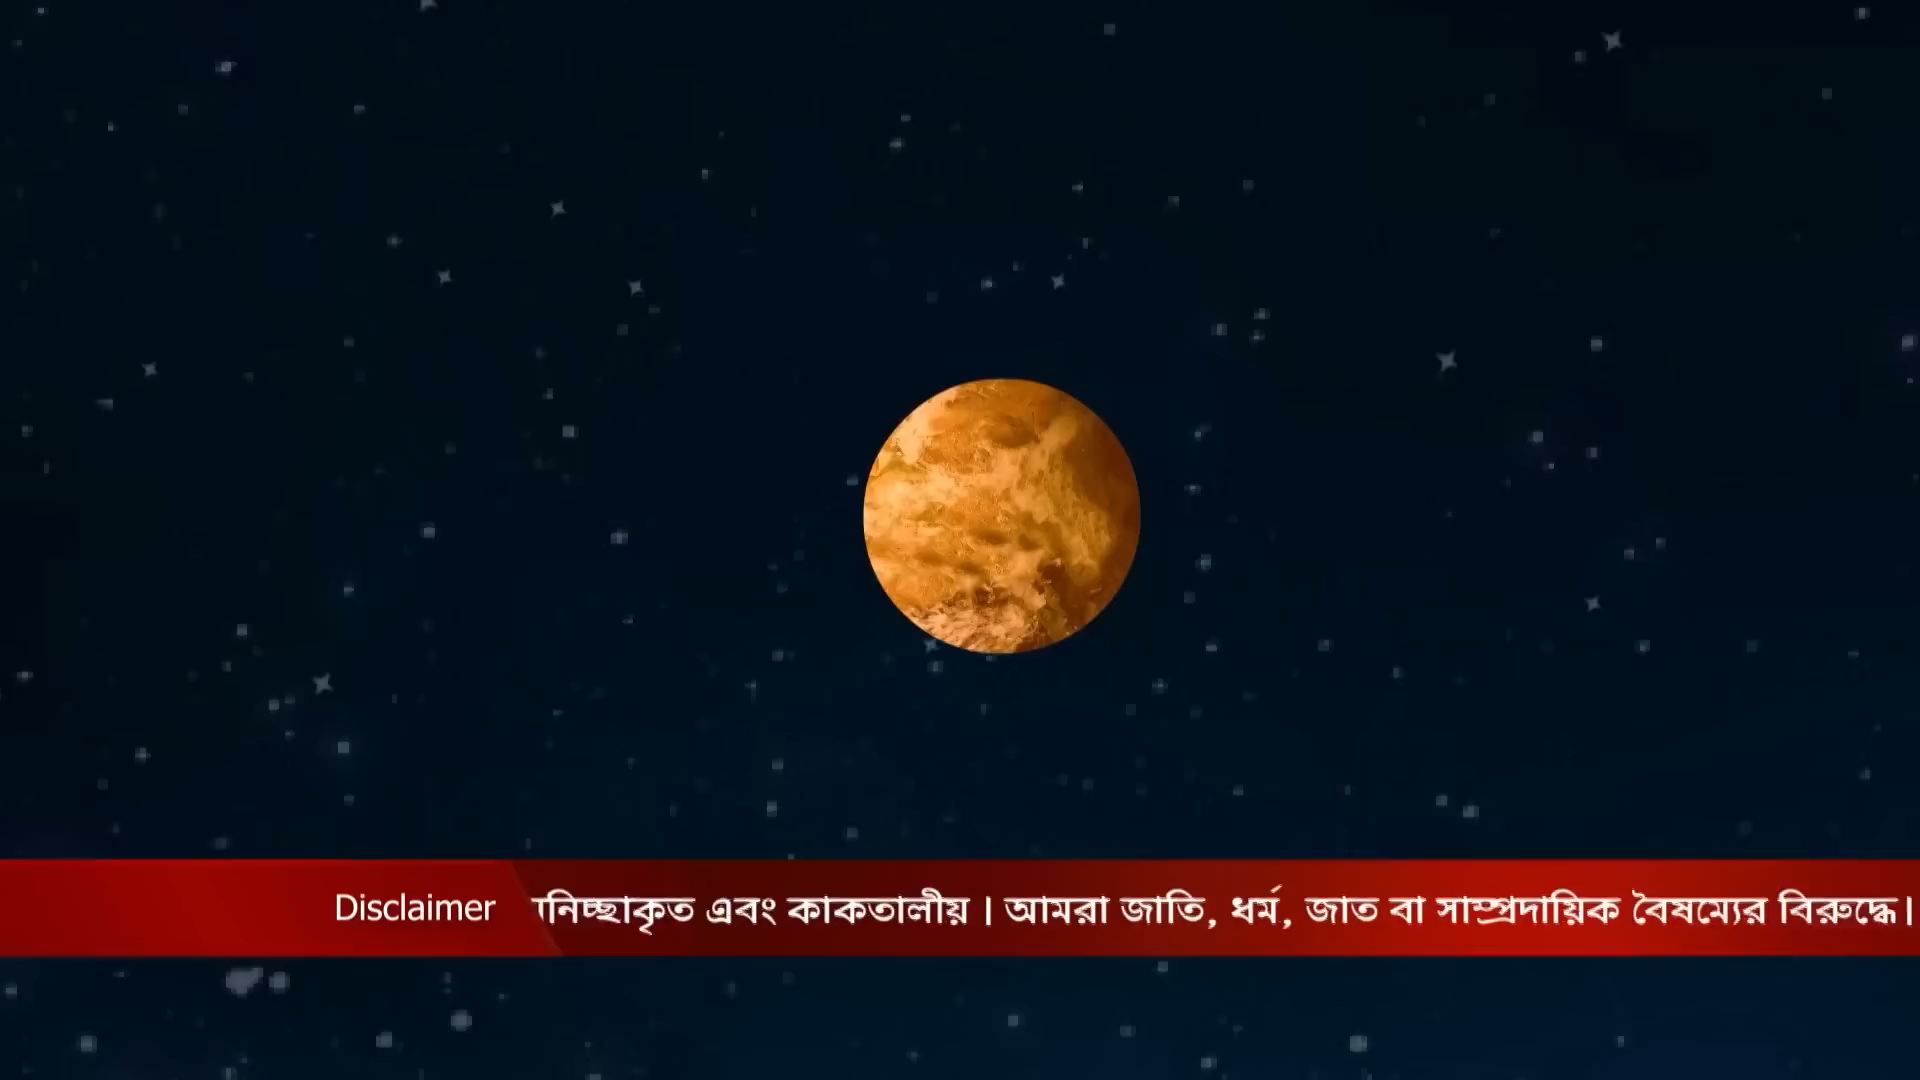 Disclaimer নিচ্ছাকৃত এবং কাকতালীয় । আমরা জাতি, ধর্ম, জাত বা সাম্প্রদায়িক বৈষম্যের বিরুদ্ধে।